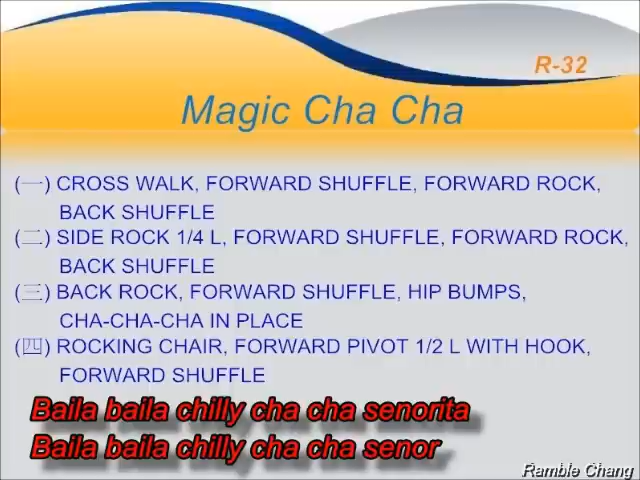 R-32
Magic Cha Cha
(一) CROSS WALK, FORWARD SHUFFLE, FORWARD ROCK,
BACK SHUFFLE
(二) SIDE ROCK 1/4 L, FORWARD SHUFFLE, FORWARD ROCK,
BACK SHUFFLE
(三) BACK ROCK, FORWARD SHUFFLE, HIP BUMPS,
CHA-CHA-CHA IN PLACE
(四) ROCKING CHAIR, FORWARD PIVOT 1/2 L WITH HOOK,
FORWARD SHUFFLE
Baila baila chilly cha cha senorita
Baila baila chilly cha cha senor
Ramble Chang